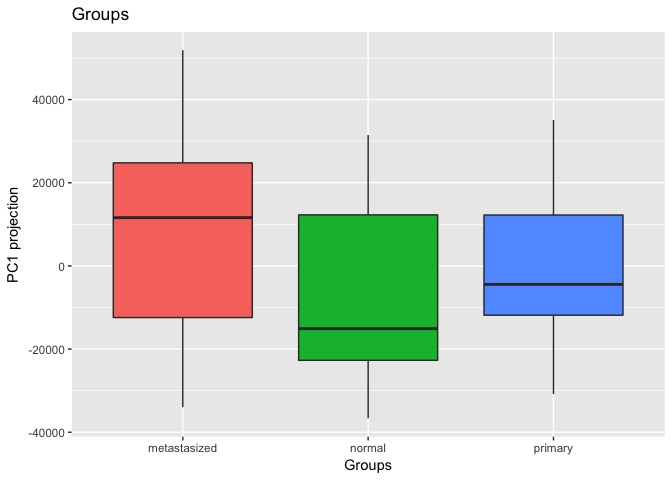 Groups
PC1 projection
40000
20000
0
-20000
-40000
metastasized normal primary
Groups